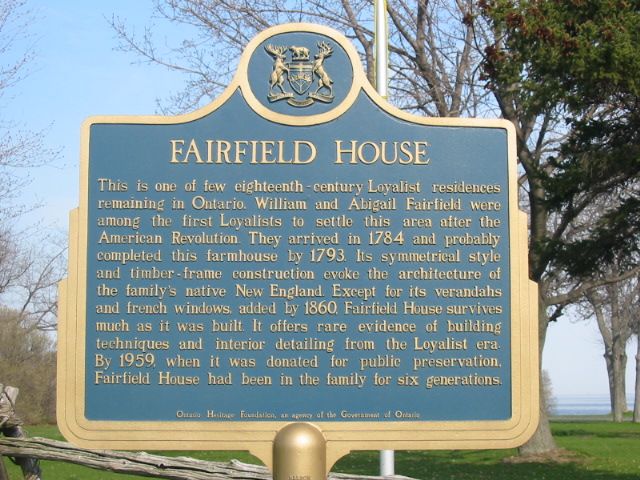 FAIRFIELD HOUSE
This is one of few eighteenth-century Loyalist residences
remaining in Ontario. William and Abigail Fairfield were
among the first Loyalists to settle this area after the
American Revolution. They arrived in 1784 and probably
completed this farmhouse by 1793. Its symmetrical style
and timber-frame construction evoke the architecture of
the family's native New England. Except for its verandahs
and french windows, added by 1860, Fairfield House survives
much as it was built. It offers rare evidence of building
techniques and interior detailing from the Loyalist era.
By 1959, when it was donated for public preservation,
Fairfield House had been in the family for six generations.
Ontario Heritage Foundation, an agency of the Government of Ontario